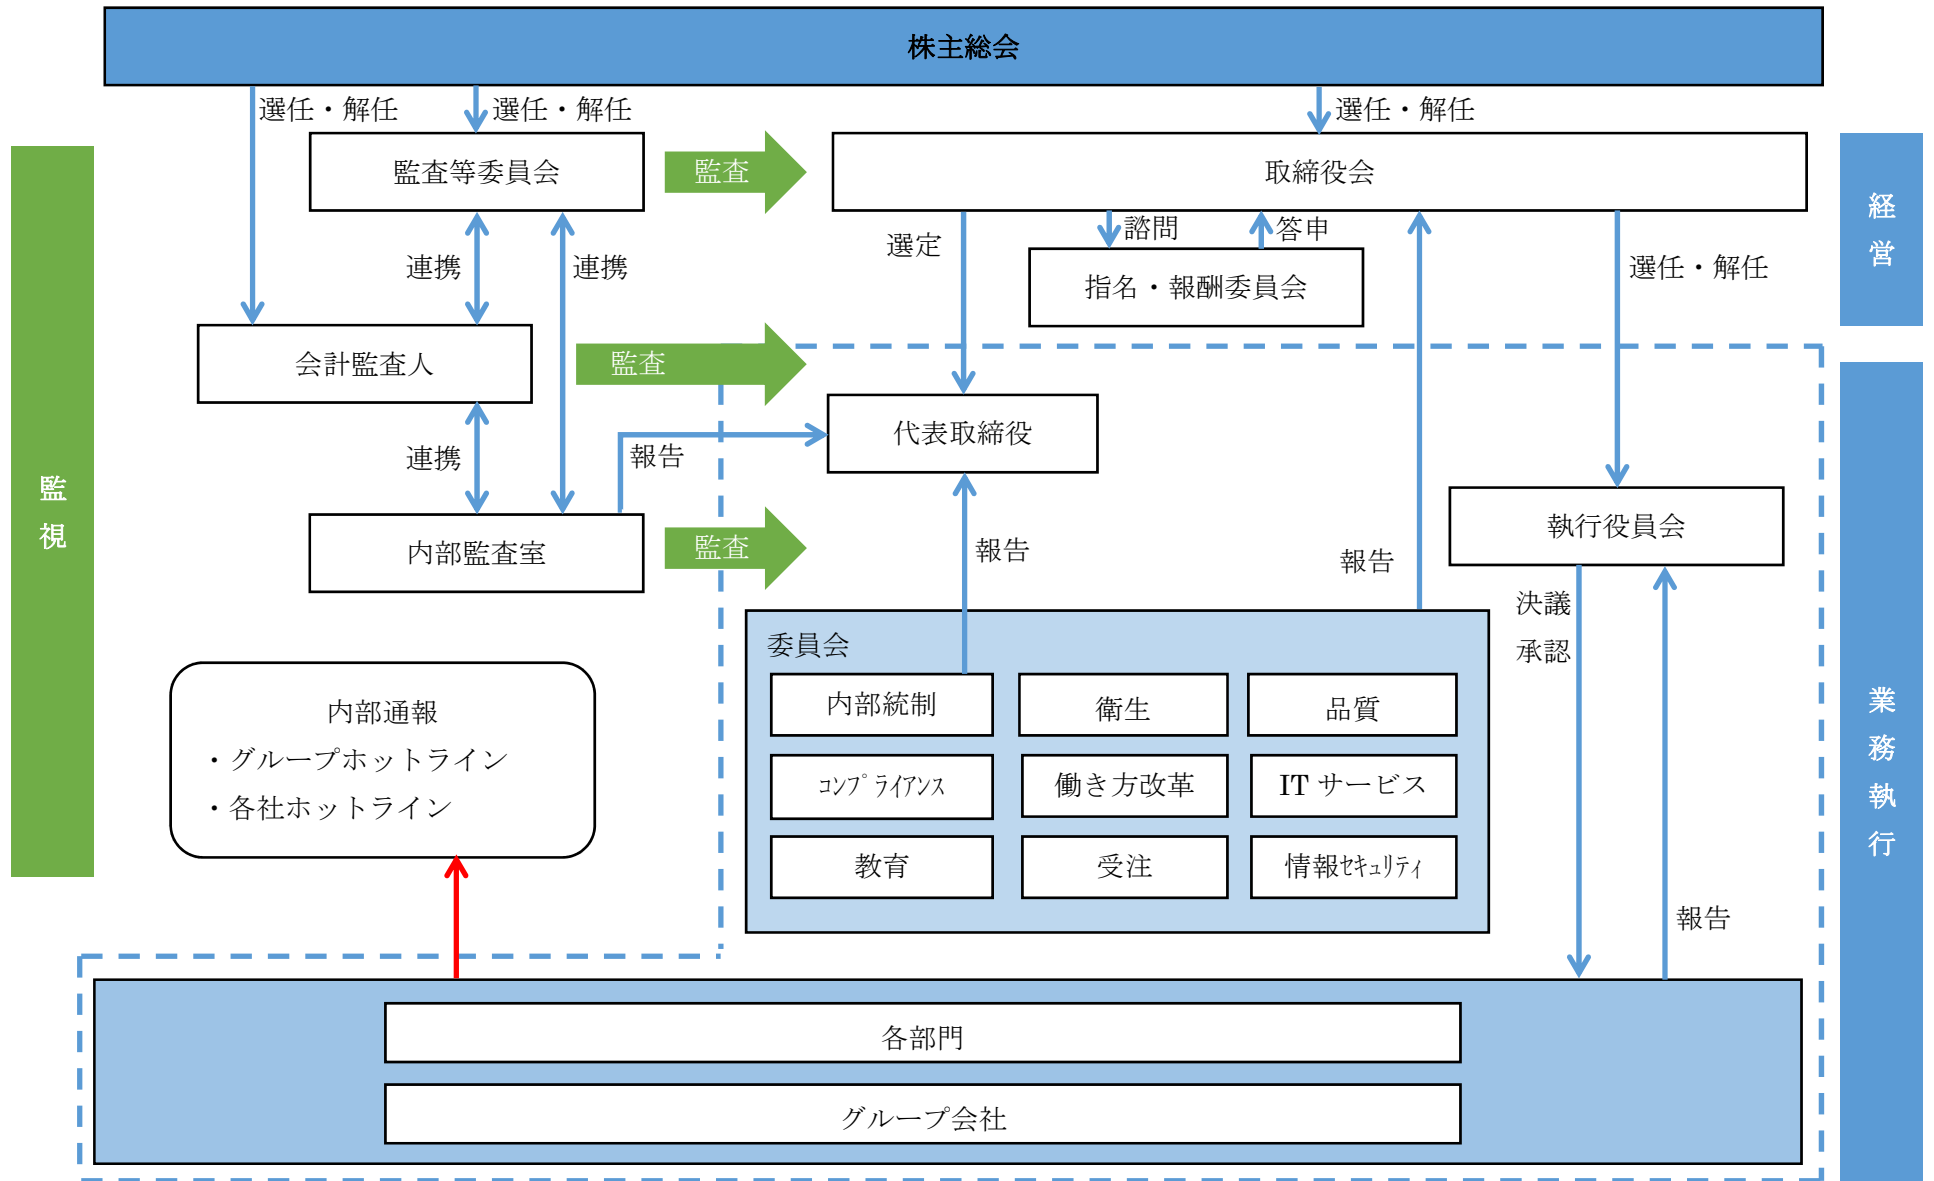 株主総会
選任・解任
選任・解任
選任・解任
監査等委員会
監査
取締役会
経営
選定
諮問
答申
連携
連携
指名・報酬委員会
選任・解任
会計監査人
監査
代表取締役
連携
報告
監視
内部監査室
監査
報告
報告
執行役員会
決議
承認
委員会
内部統制
衛生
品質
コンプライアンス
働き方改革
IT サービス
教育
受注
情報セキュリティ
内部通報
・グループホットライン
・各社ホットライン
業務執行
報告
各部門
グループ会社